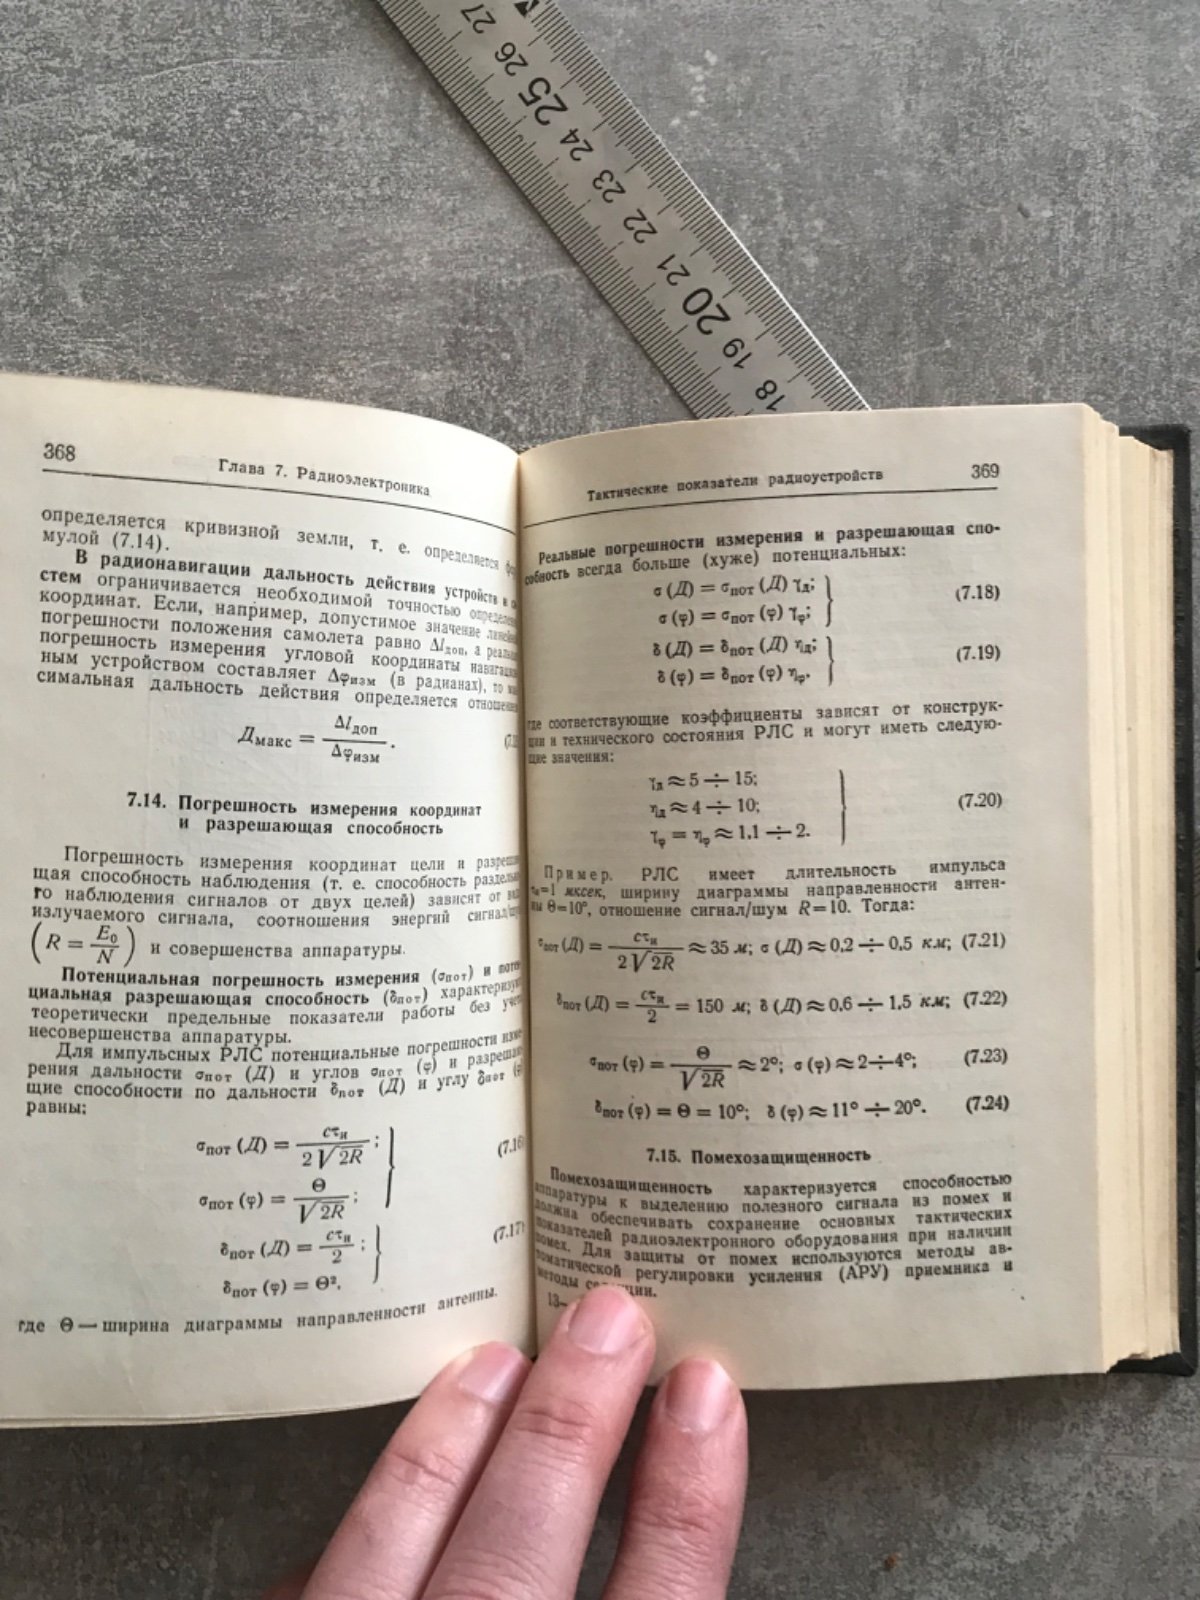 27
26
25
24
23
22
21
20
19
18
368
Глава 7. Радиоэлектроника
определяется кривизной земли, т. е. определяется
мулой (7.14).
В радионавигации дальность действия устройств и
стем ограничивается необходимой точностью
координат. Если, например, допустимое значение
погрешности положения самолета равно Δlдоп, а
погрешность измерения угловой координаты
ным устройством составляет Δφизм (в радианах), то
симальная дальность действия определяется
Дмакс = Δlдоп / Δφизм.
7.14. Погрешность измерения координат
и разрешающая способность
Погрешность измерения координат цели и
щая способность наблюдения (т. е. способность
го наблюдения сигналов от двух целей) зависят от
излучаемого сигнала, соотношения энергий
(R = E₀/N) и совершенства аппаратуры.
Потенциальная погрешность измерения (σпот) и
циальная разрешающая способность (δпот)
теоретически предельные показатели работы без
несовершенства аппаратуры.
Для импульсных РЛС потенциальные погрешности
рения дальности σпот (Д) и углов σпот (φ) и
щие способности по дальности δпот (Д) и углу δпот
равны:
σпот (Д) = cτи / 2√2R;
(7.16
σпот (φ) = Θ / √2R;
δпот (Д) = cτи / 2;
(7.17)
δпот (φ) = Θ²,
где Θ — ширина диаграммы направленности антенны.
Тактические показатели радиоустройств
369
Реальные погрешности измерения и разрешающая спо-
собность всегда больше (хуже) потенциальных:
σ (Д) = σпот (Д) γд;
(7.18)
σ (φ) = σпот (φ) γφ;
δ (Д) = δпот (Д) ηд;
(7.19)
δ (φ) = δпот (φ) ηφ.
где соответствующие коэффициенты зависят от конструк-
ции и технического состояния РЛС и могут иметь следую-
щие значения:
γд ≈ 5 ÷ 15;
ηд ≈ 4 ÷ 10;
(7.20)
γφ = ηφ ≈ 1,1 ÷ 2.
Пример. РЛС имеет длительность импульса
τи=1 мксек, ширину диаграммы направленности антен-
ны Θ=10°, отношение сигнал/шум R=10. Тогда:
σпот (Д) = cτи / 2√2R ≈ 35 м; σ (Д) ≈ 0,2 ÷ 0,5 км; (7.21)
δпот (Д) = cτи / 2 = 150 м; δ (Д) ≈ 0,6 ÷ 1,5 км; (7.22)
σпот (φ) = Θ / √2R ≈ 2°; σ (φ) ≈ 2 ÷ 4°; (7.23)
δпот (φ) = Θ = 10°; δ (φ) ≈ 11° ÷ 20°. (7.24)
7.15. Помехозащищенность
Помехозащищенность характеризуется способностью
аппаратуры к выделению полезного сигнала из помех и
должна обеспечивать сохранение основных тактических
показателей радиоэлектронного оборудования при наличии
помех. Для защиты от помех используются методы ав-
томатической регулировки усиления (АРУ) приемника и
методы
13—